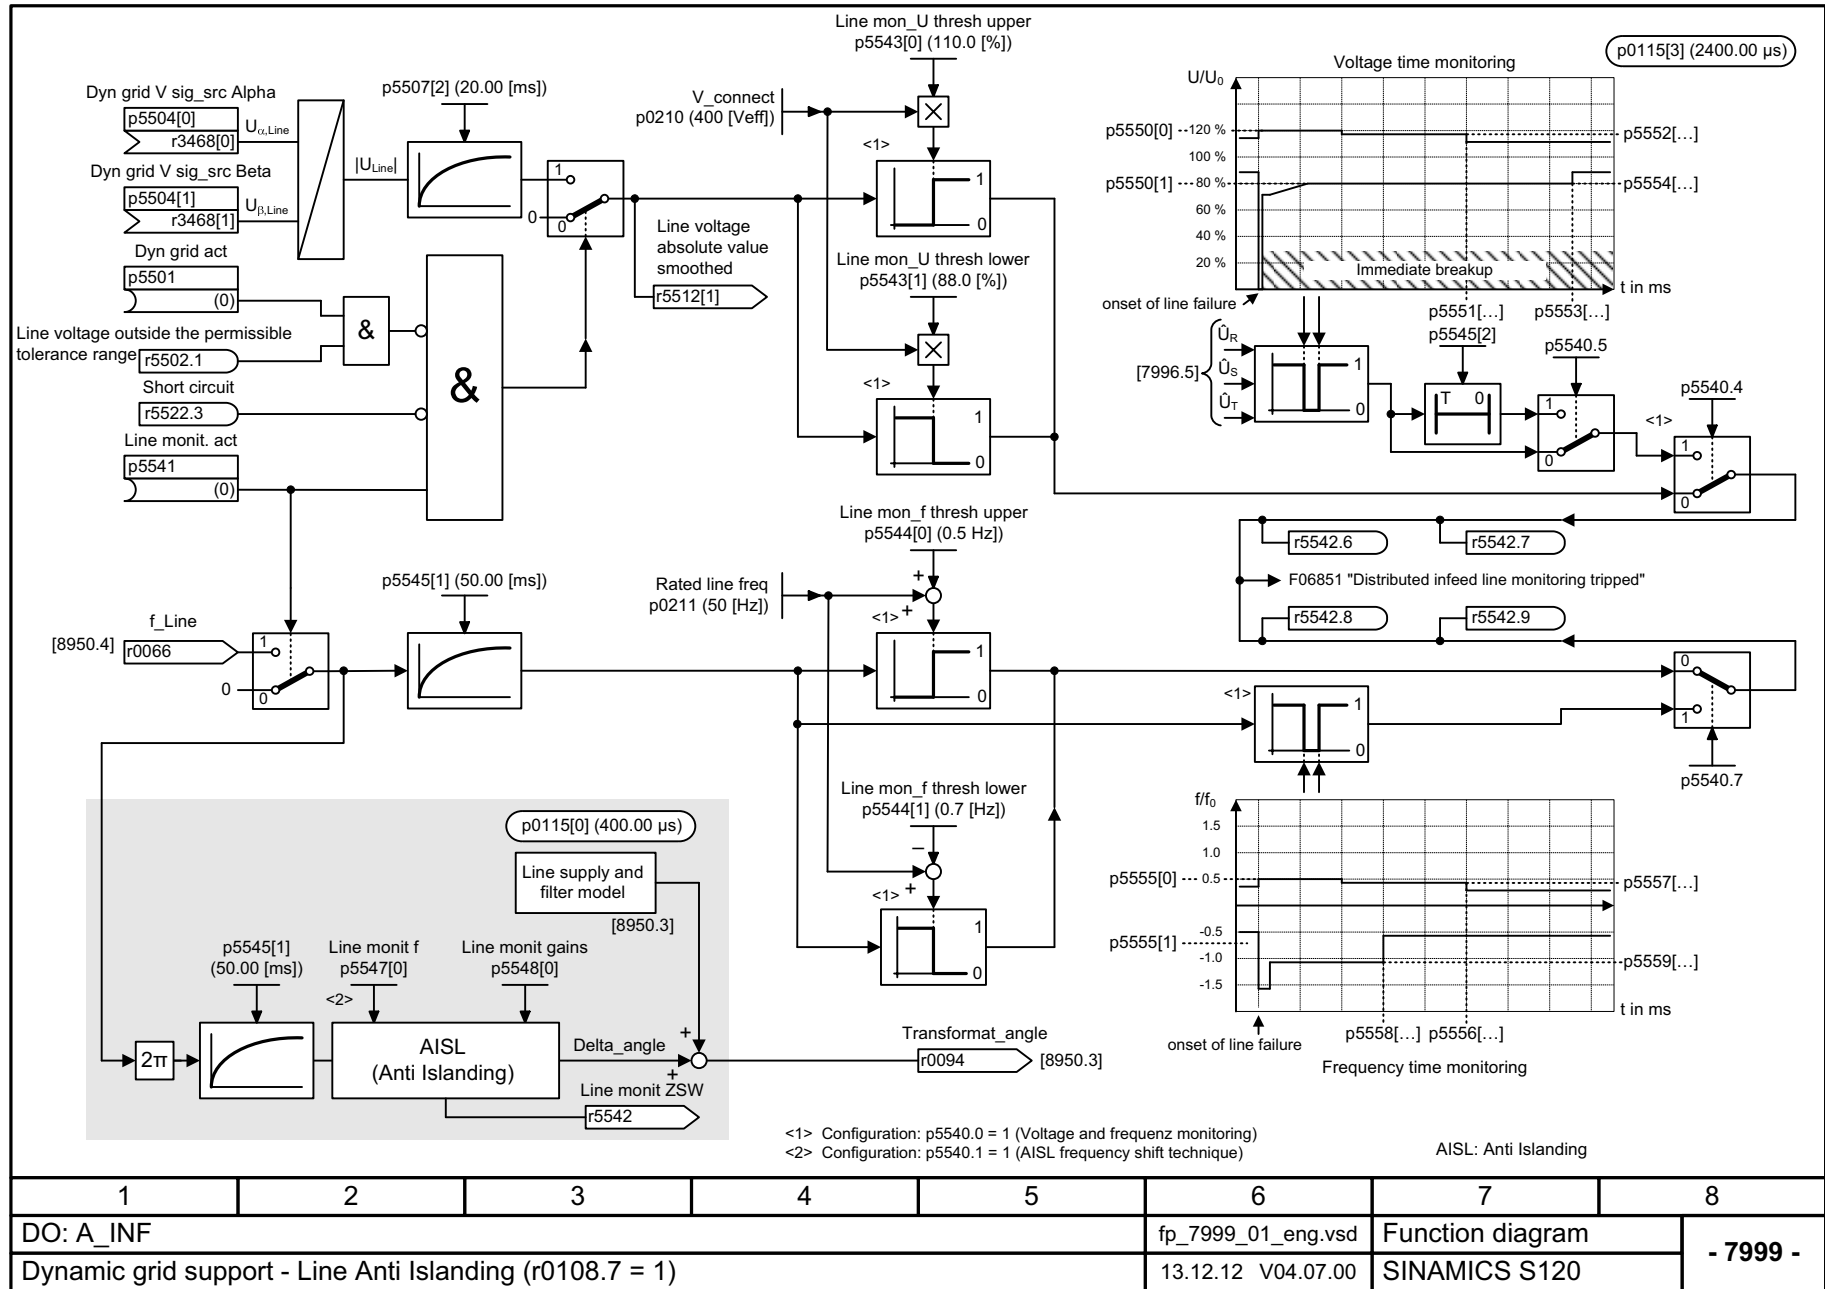 Line mon_U thresh upper
p5543[0] (110.0 [%])
p0115[3] (2400.00 µs)
Voltage time monitoring
Dyn grid V sig_src Alpha
p5504[0]
r3468[0]
Uα,Line
p5507[2] (20.00 [ms])
V_connect
p0210 (400 [Veff])
U/U0
p5550[0]
120 %
p5552[…]
100 %
Dyn grid V sig_src Beta
p5504[1]
r3468[1]
Uβ,Line
|ULine|
1
0
0
<1>
1
0
p5550[1]
80 %
p5554[…]
60 %
40 %
20 %
Immediate breakup
t in ms
onset of line failure
p5551[…]
p5553[…]
Line voltage
absolute value
smoothed
r5512[1]
Line mon_U thresh lower
p5543[1] (88.0 [%])
Dyn grid act
p5501
(0)
&
Line voltage outside the permissible
tolerance range
r5502.1
Short circuit
r5522.3
&
Line monit. act
p5541
(0)
<1>
1
0
[7996.5]
ÛR
ÛS
ÛT
1
0
p5545[2]
T 0
p5540.5
1
0
<1>
p5540.4
1
0
r5542.6
r5542.7
F06851 "Distributed infeed line monitoring tripped"
r5542.8
r5542.9
Line mon_f thresh upper
p5544[0] (0.5 Hz])
Rated line freq
p0211 (50 [Hz])
+
+
<1>
1
0
f_Line
[8950.4]
r0066
0
1
0
p5545[1] (50.00 [ms])
<1>
1
0
0
1
p5540.7
Line mon_f thresh lower
p5544[1] (0.7 [Hz])
–
+
<1>
1
0
f/f0
1.5
1.0
p5555[0]
0.5
p5557[…]
-0.5
p5555[1]
-1.0
p5559[…]
-1.5
t in ms
onset of line failure
p5558[…]
p5556[…]
Frequency time monitoring
p0115[0] (400.00 µs)
Line supply and
filter model
[8950.3]
p5545[1]
(50.00 [ms])
Line monit f
p5547[0]
<2>
Line monit gains
p5548[0]
2π
AISL
(Anti Islanding)
Delta_angle
+
+
Line monit ZSW
r5542
Transformat_angle
r0094
[8950.3]
<1> Configuration: p5540.0 = 1 (Voltage and frequenz monitoring)
<2> Configuration: p5540.1 = 1 (AISL frequency shift technique)
AISL: Anti Islanding
1 2 3 4 5 6 7 8
DO: A_INF
fp_7999_01_eng.vsd
Function diagram
- 7999 -
Dynamic grid support - Line Anti Islanding (r0108.7 = 1)
13.12.12 V04.07.00
SINAMICS S120